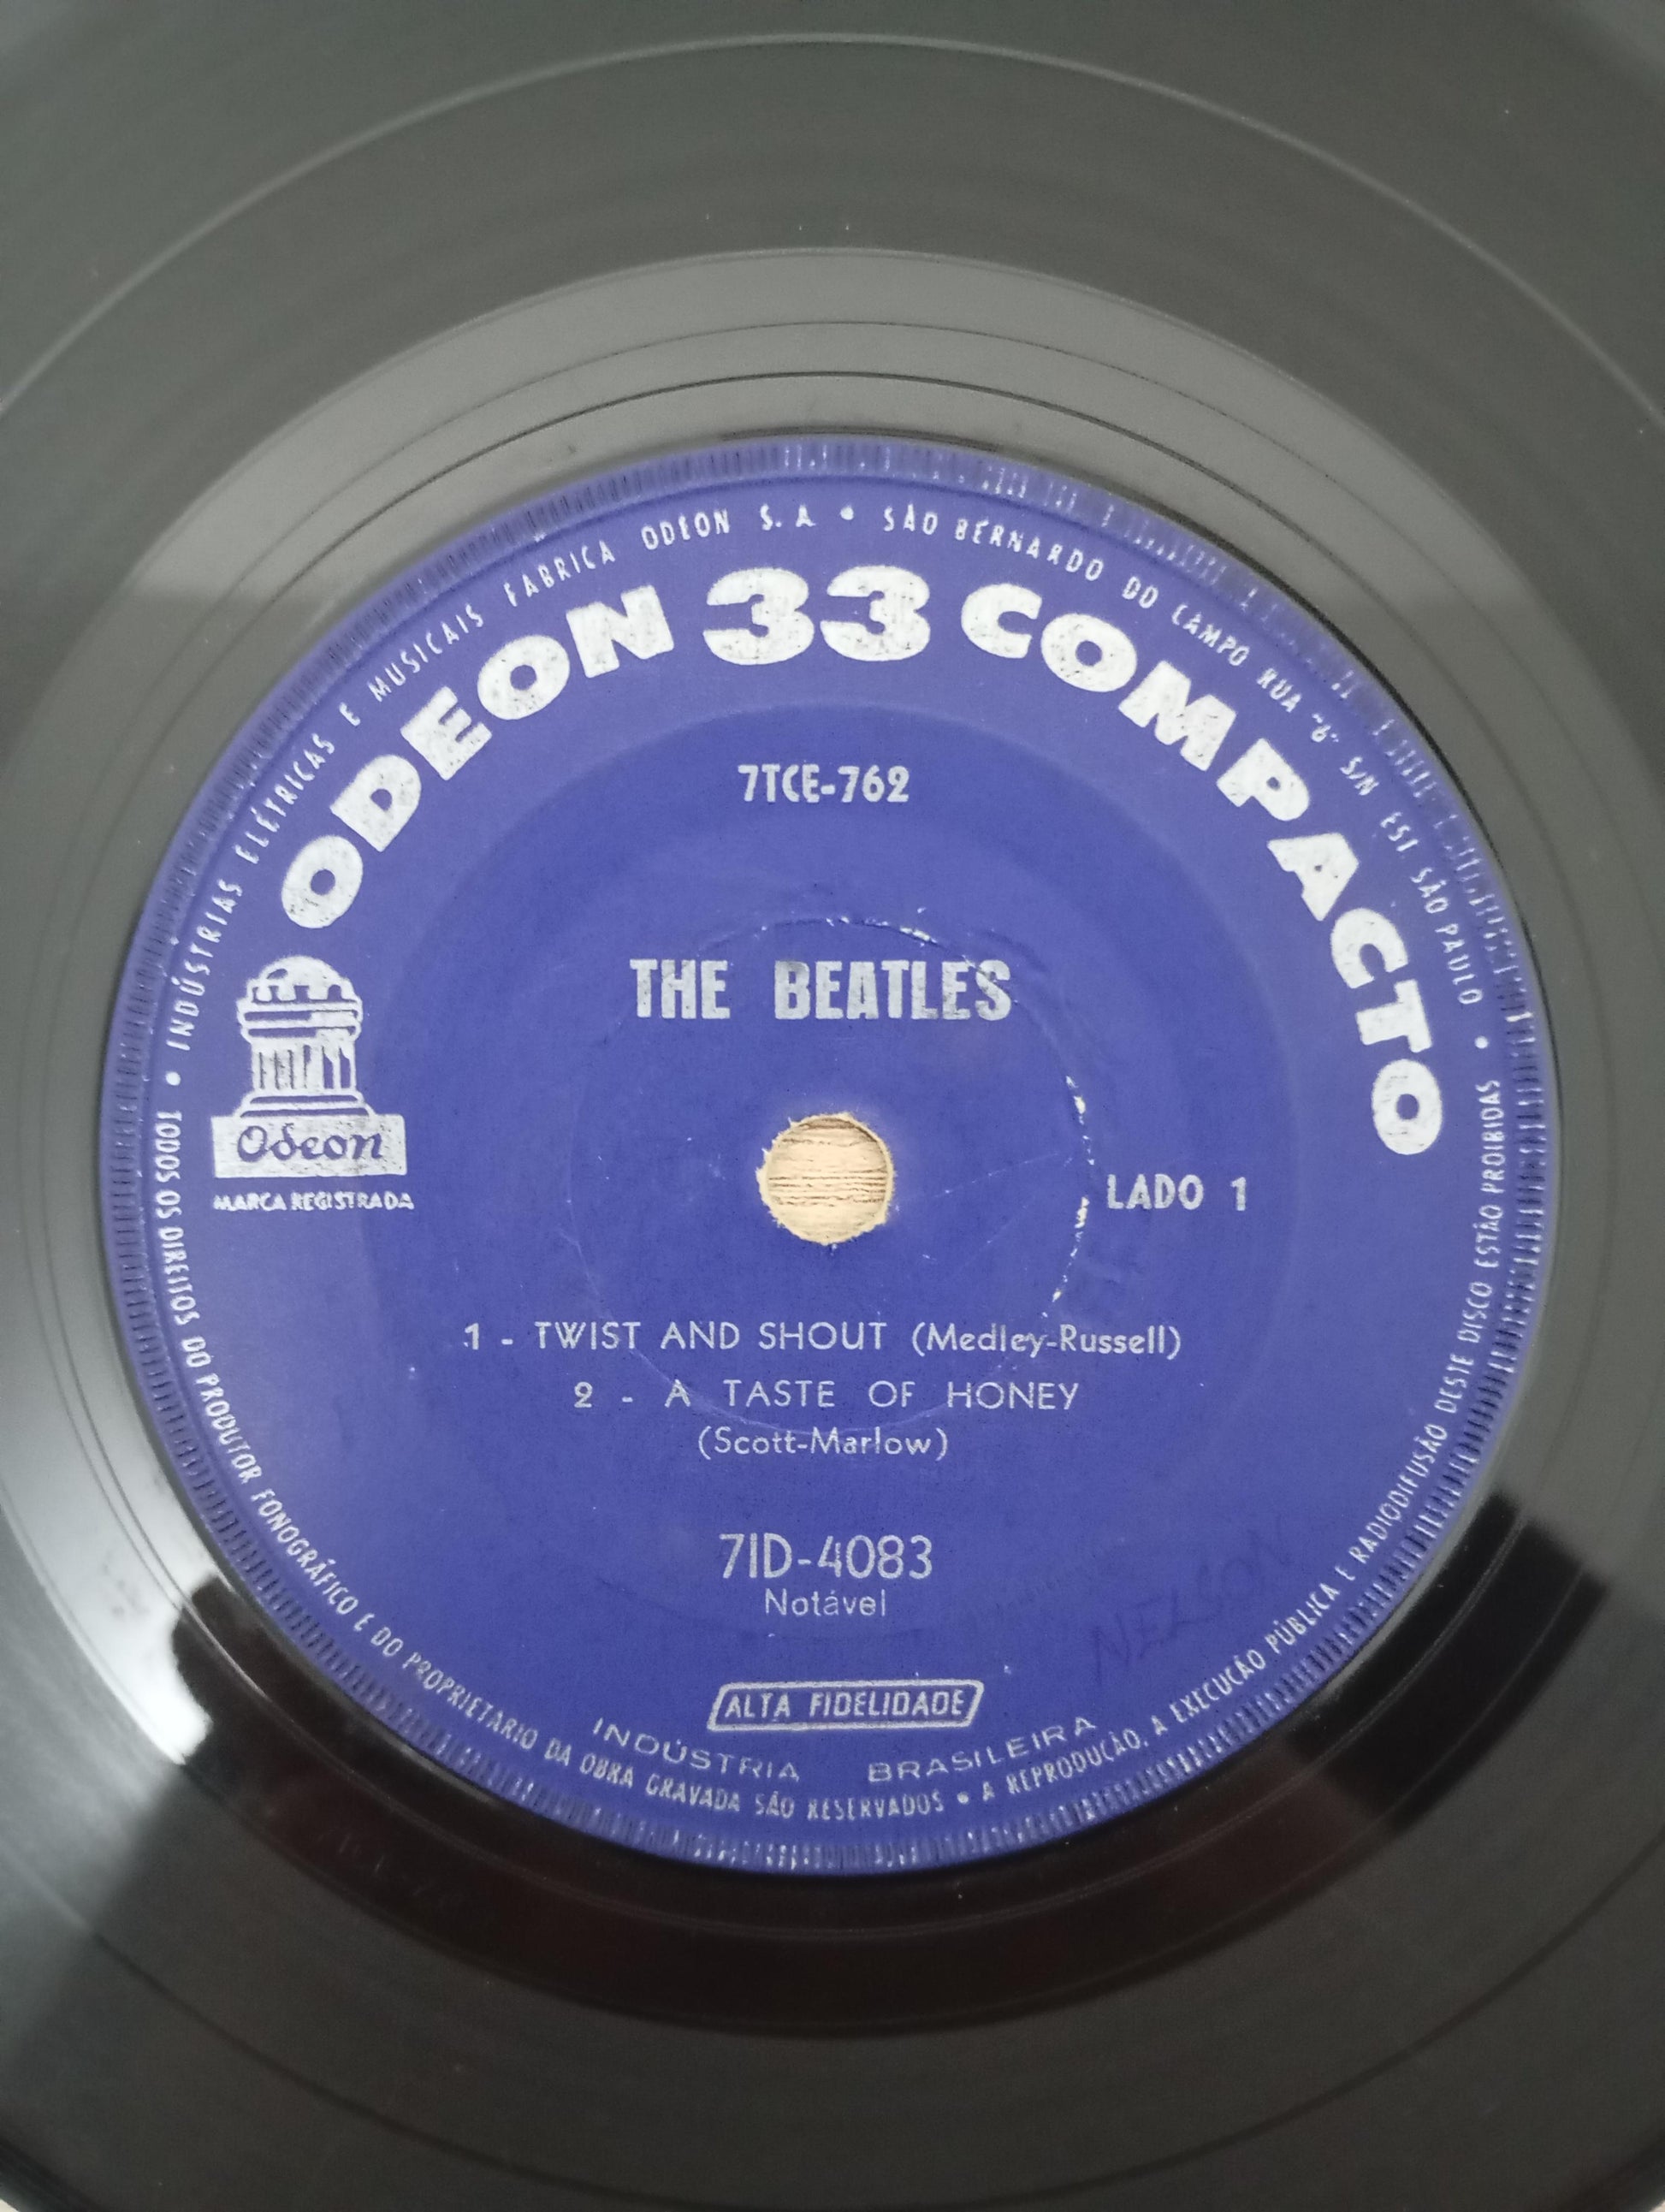 • INDÚSTRIAS ELÉTRICAS E MUSICAIS FABRICA ODEON S. A • SÃO BERNARDO DO CAMPO RUA "6" S/N EST. SÃO PAULO •
ODEON 33 COMPACTO
7TCE-762
THE BEATLES
Odeon
MARCA REGISTRADA
LADO 1
1 - TWIST AND SHOUT (Medley-Russell)
2 - A TASTE OF HONEY
(Scott-Marlow)
7ID-4083
Notável
NELSON
ALTA FIDELIDADE
INDÚSTRIA BRASILEIRA
TODOS OS DIREITOS DO PRODUTOR FONOGRÁFICO E DO PROPRIETARIO DA OBRA GRAVADA SÃO RESERVADOS • A REPRODUÇÃO, A EXECUÇÃO PÚBLICA E RADIODIFUSÃO DESTE DISCO ESTÃO PROIBIDAS